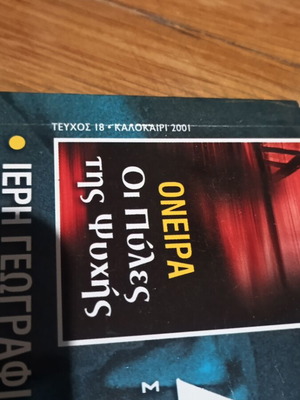 ΤΕΥΧΟΣ 18 • ΚΑΛΟΚΑΙΡΙ 2001
ΟΝΕΙΡΑ
Οι Πύλες
της ψυχής
• ΙΕΡΗ ΓΕΩΓΡΑΦΙ
Μ